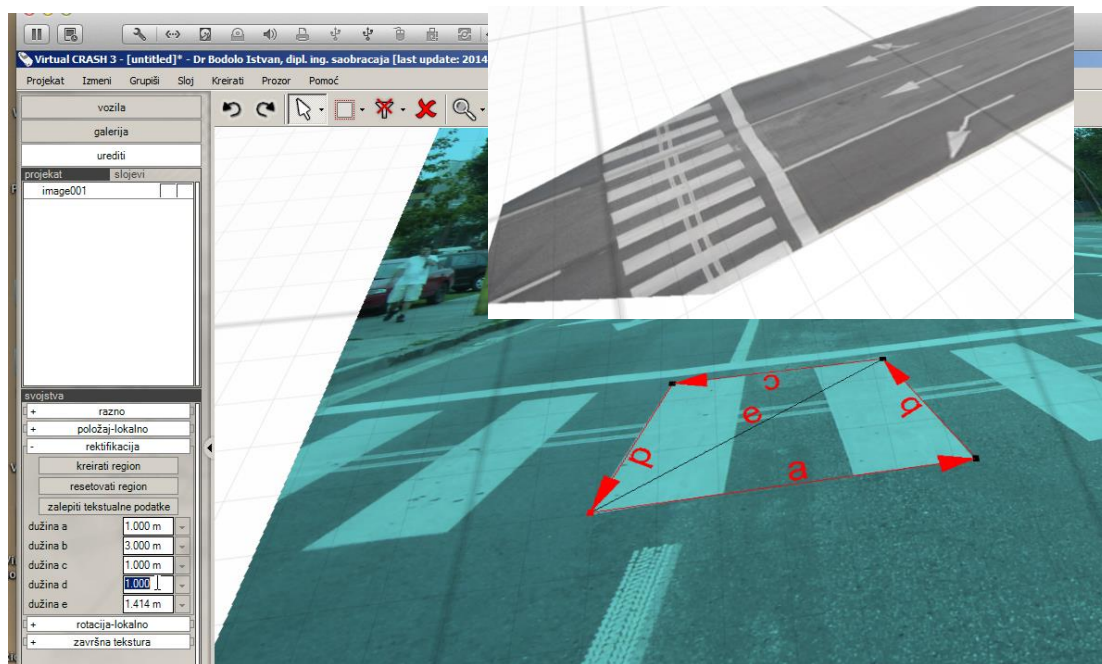 Virtual CRASH 3 - [untitled]* - Dr Bodolo Istvan, dipl. ing. saobracaja [last update: 2014
Projekat Izmeni Grupiši Sloj Kreirati Prozor Pomoć
vozila
galerija
urediti
projekat slojevi
image001
svojstva
+ razno
+ položaj-lokalno
- rektifikacija
kreirati region
resetovati region
zalepiti tekstualne podatke
dužina a 1.000 m
dužina b 3.000 m
dužina c 1.000 m
dužina d 1.000
dužina e 1.414 m
+ rotacija-lokalno
+ završna tekstura
c
e
b
d
a